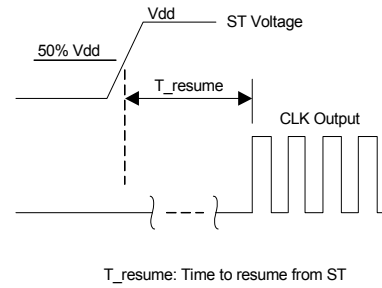 Vdd
ST Voltage
50% Vdd
T_resume
CLK Output
T_resume: Time to resume from ST